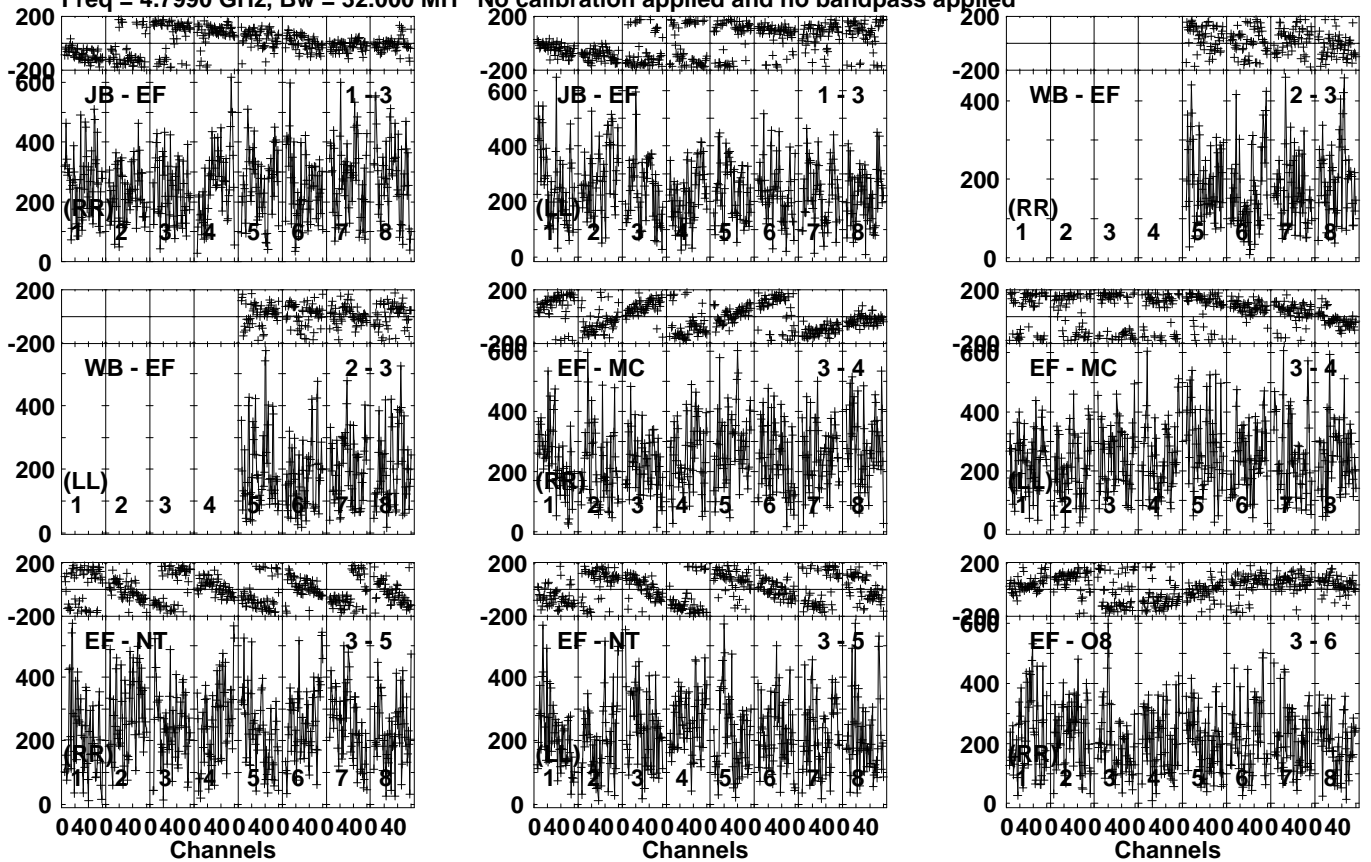 Freq = 4.7990 GHz, Bw = 32.000 MH No calibration applied and no bandpass applied
200 200 200
-200 -200 -200
600 JB - EF 1 - 3 600 JB - EF 1 - 3 WB - EF 2 - 3
400 400 400
200 200 200
(RR) (LL) (RR)
1 2 3 4 5 6 7 8 1 2 3 4 5 6 7 8 1 2 3 4 5 6 7 8
0 0 0
200 200 200
-200 -200 -200
WB - EF 2 - 3 600 EF - MC 3 - 4 600 EF - MC 3 - 4
400 400 400
200 200 200
(LL) (RR) (LL)
1 2 3 4 5 6 7 8 1 2 3 4 5 6 7 8 1 2 3 4 5 6 7 8
0 0 0
200 200 200
-200 -200 -200
EF - NT 3 - 5 EF - NT 3 - 5 600 EF - O8 3 - 6
400 400 400
200 200 200
(RR) (LL) (RR)
1 2 3 4 5 6 7 8 1 2 3 4 5 6 7 8 1 2 3 4 5 6 7 8
0 0 0
0 40 0 40 0 40 0 40 0 40 0 40 0 40 0 40 0 40 0 40 0 40 0 40 0 40 0 40 0 40 0 40 0 40 0 40 0 40 0 40 0 40 0 40 0 40 0 40
Channels Channels Channels